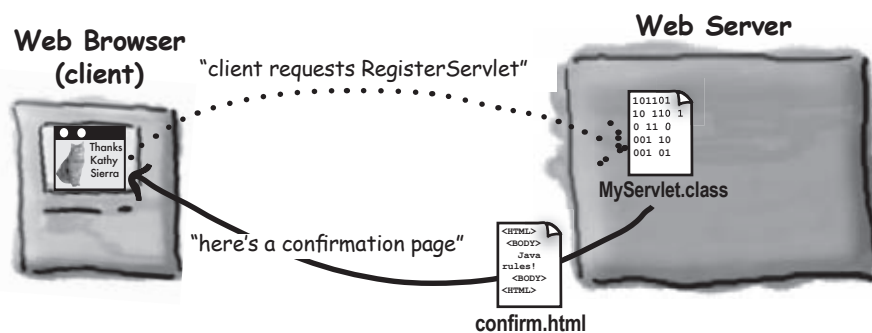 Web Browser
(client)
Web Server
“client requests RegisterServlet”
Thanks
Kathy
Sierra
101101
10 110 1
0 11 0
001 10
001 01
MyServlet.class
“here’s a confirmation page”
<HTML>
<BODY>
Java
rules!
<BODY>
<HTML>
confirm.html